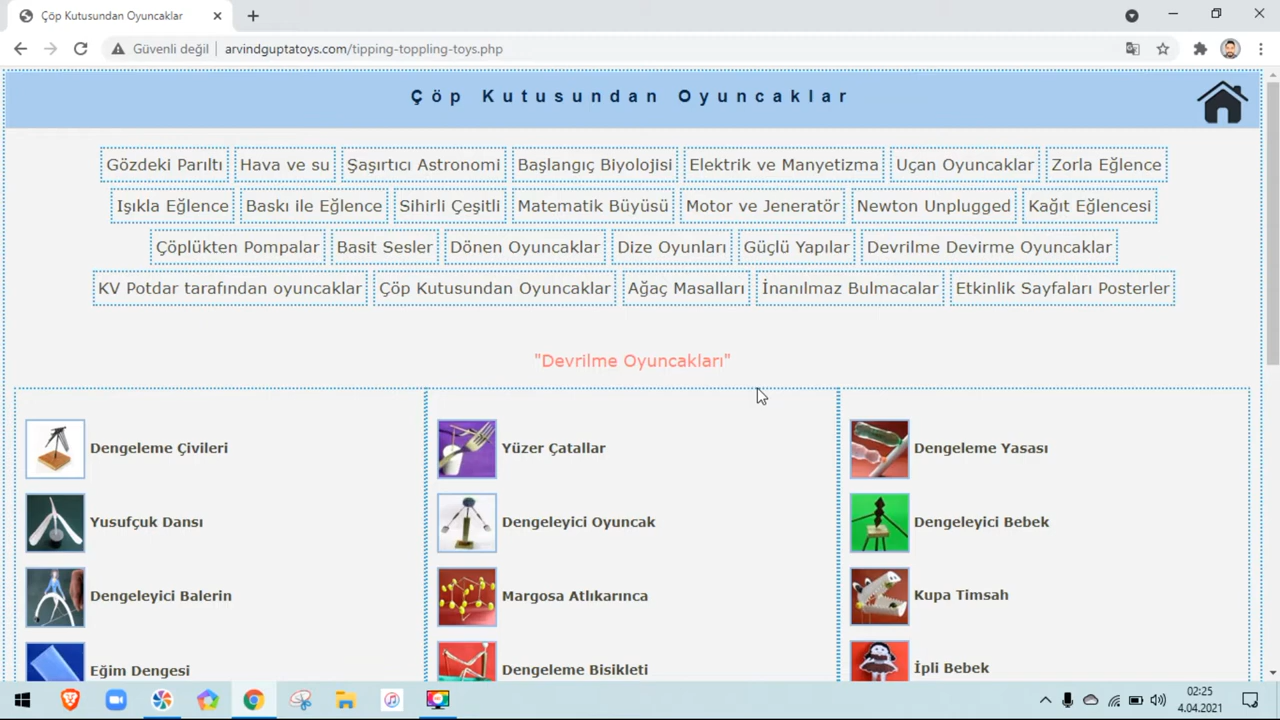 Çöp Kutusundan Oyuncaklar
Güvenli değil
arvindguptatoys.com/tipping-toppling-toys.php
Çöp Kutusundan Oyuncaklar
Gözdeki Parıltı Hava ve su Şaşırtıcı Astronomi Başlangıç Biyolojisi Elektrik ve Manyetizma Uçan Oyuncaklar Zorla Eğlence
Işıkla Eğlence Baskı ile Eğlence Sihirli Çeşitli Matematik Büyüsü Motor ve Jeneratör Newton Unplugged Kağıt Eğlencesi
Çöplükten Pompalar Basit Sesler Dönen Oyuncaklar Dize Oyunları Güçlü Yapılar Devrilme Devirme Oyuncaklar
KV Potdar tarafından oyuncaklar Çöp Kutusundan Oyuncaklar Ağaç Masalları İnanılmaz Bulmacalar Etkinlik Sayfaları Posterler
"Devrilme Oyuncakları"
Dengeleme Çivileri Yüzer Çatallar Dengeleme Yasası
Yusufçuk Dansı Dengeleyici Oyuncak Dengeleyici Bebek
Dengeleyici Balerin Margosa Atlıkarınca Kupa Timsah
Eğim Dengesi Dengeleme Bisikleti İpli Bebek
02:25
4.04.2021